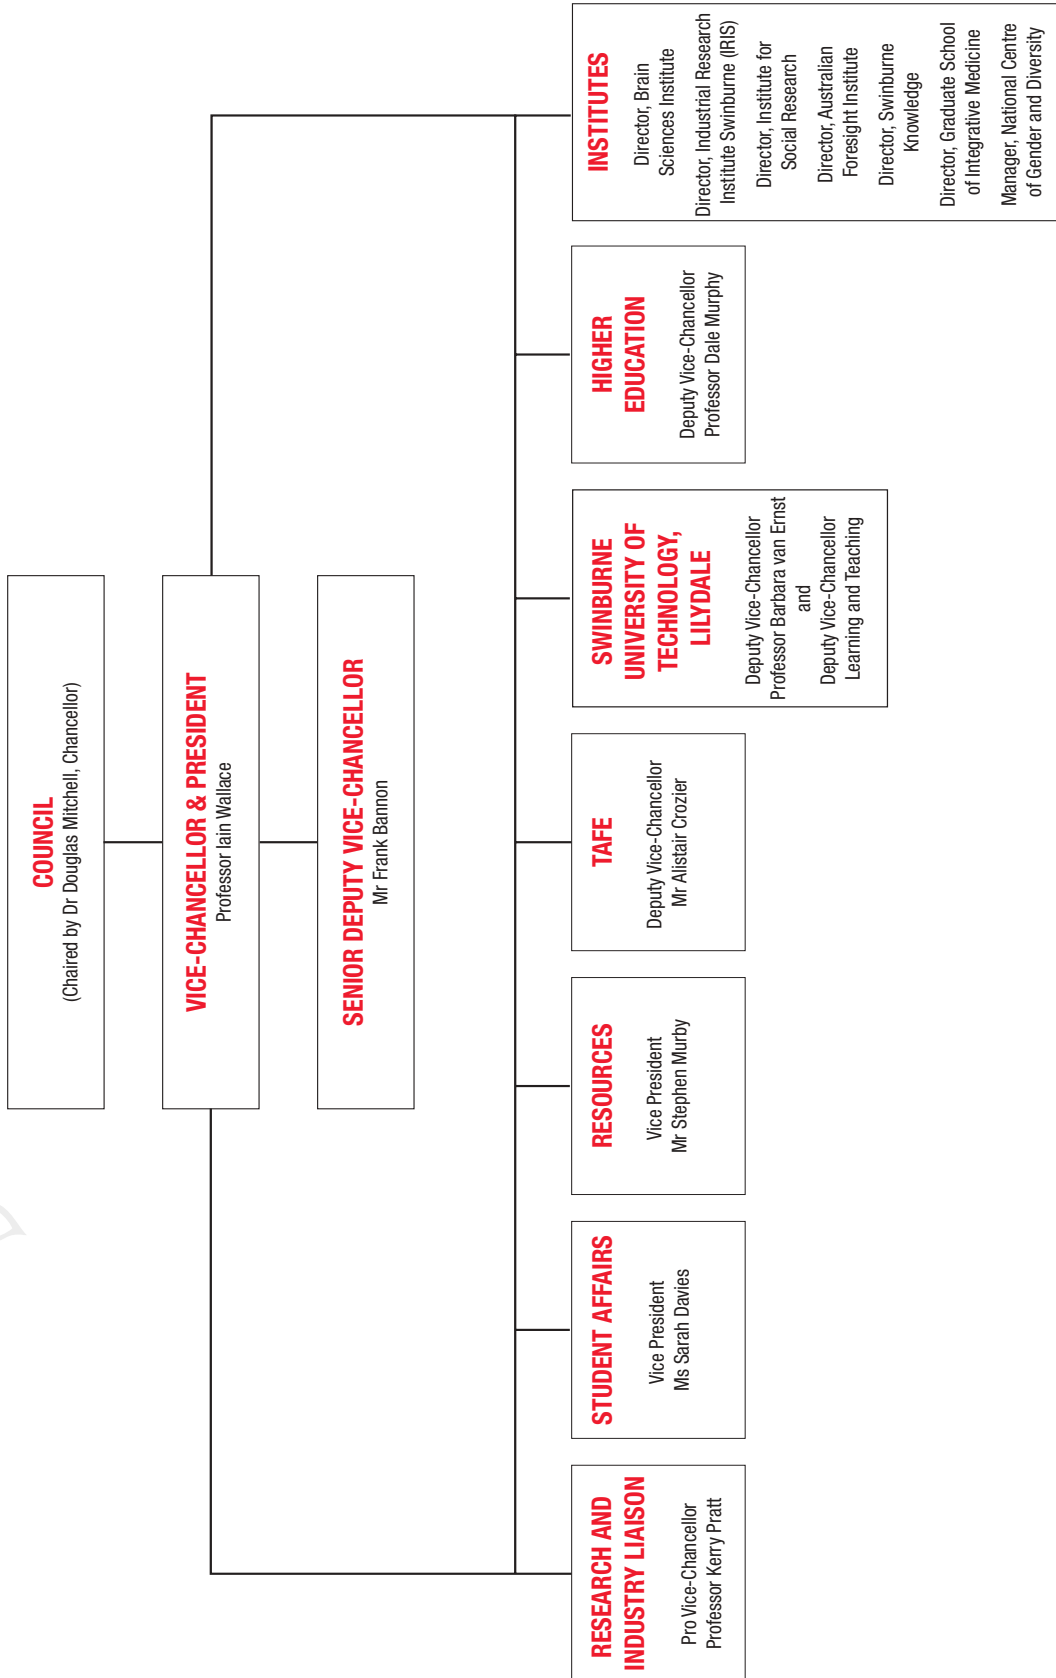 COUNCIL
(Chaired by Dr Douglas Mitchell, Chancellor)
VICE-CHANCELLOR & PRESIDENT
Professor Iain Wallace
SENIOR DEPUTY VICE-CHANCELLOR
Mr Frank Bannon
RESEARCH AND
INDUSTRY LIAISON
Pro Vice-Chancellor
Professor Kerry Pratt
STUDENT AFFAIRS
Vice President
Ms Sarah Davies
RESOURCES
Vice President
Mr Stephen Murby
TAFE
Deputy Vice-Chancellor
Mr Alistair Crozier
SWINBURNE
UNIVERSITY OF
TECHNOLOGY,
LILYDALE
Deputy Vice-Chancellor
Professor Barbara van Ernst
and
Deputy Vice-Chancellor
Learning and Teaching
HIGHER
EDUCATION
Deputy Vice-Chancellor
Professor Dale Murphy
INSTITUTES
Director, Brain
Sciences Institute
Director, Industrial Research
Institute Swinburne (IRIS)
Director, Institute for
Social Research
Director, Australian
Foresight Institute
Director, Swinburne
Knowledge
Director, Graduate School
of Integrative Medicine
Manager, National Centre
of Gender and Diversity